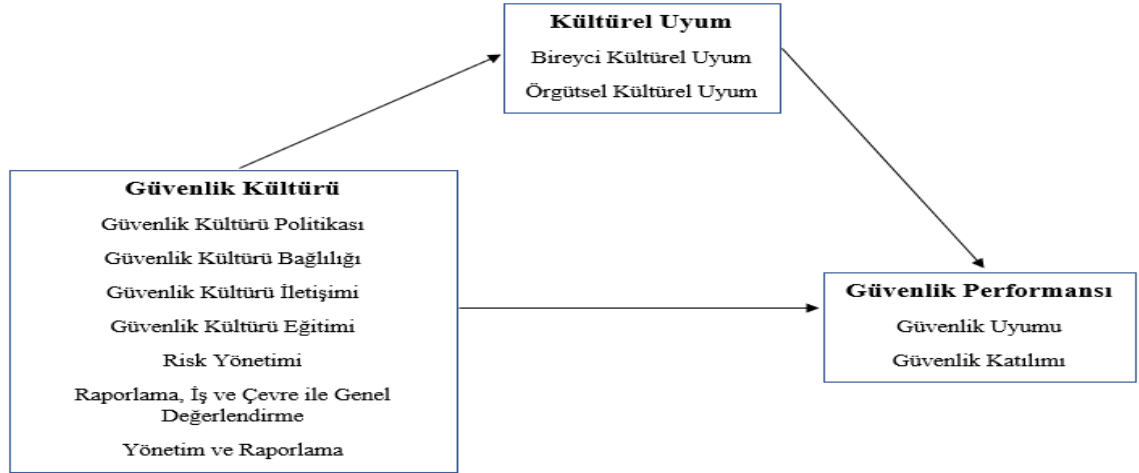 Kültürel Uyum
Bireyci Kültürel Uyum
Örgütsel Kültürel Uyum
Güvenlik Kültürü
Güvenlik Kültürü Politikası
Güvenlik Kültürü Bağlılığı
Güvenlik Kültürü İletişimi
Güvenlik Kültürü Eğitimi
Risk Yönetimi
Raporlama, İş ve Çevre ile Genel
Değerlendirme
Yönetim ve Raporlama
Güvenlik Performansı
Güvenlik Uyumu
Güvenlik Katılımı